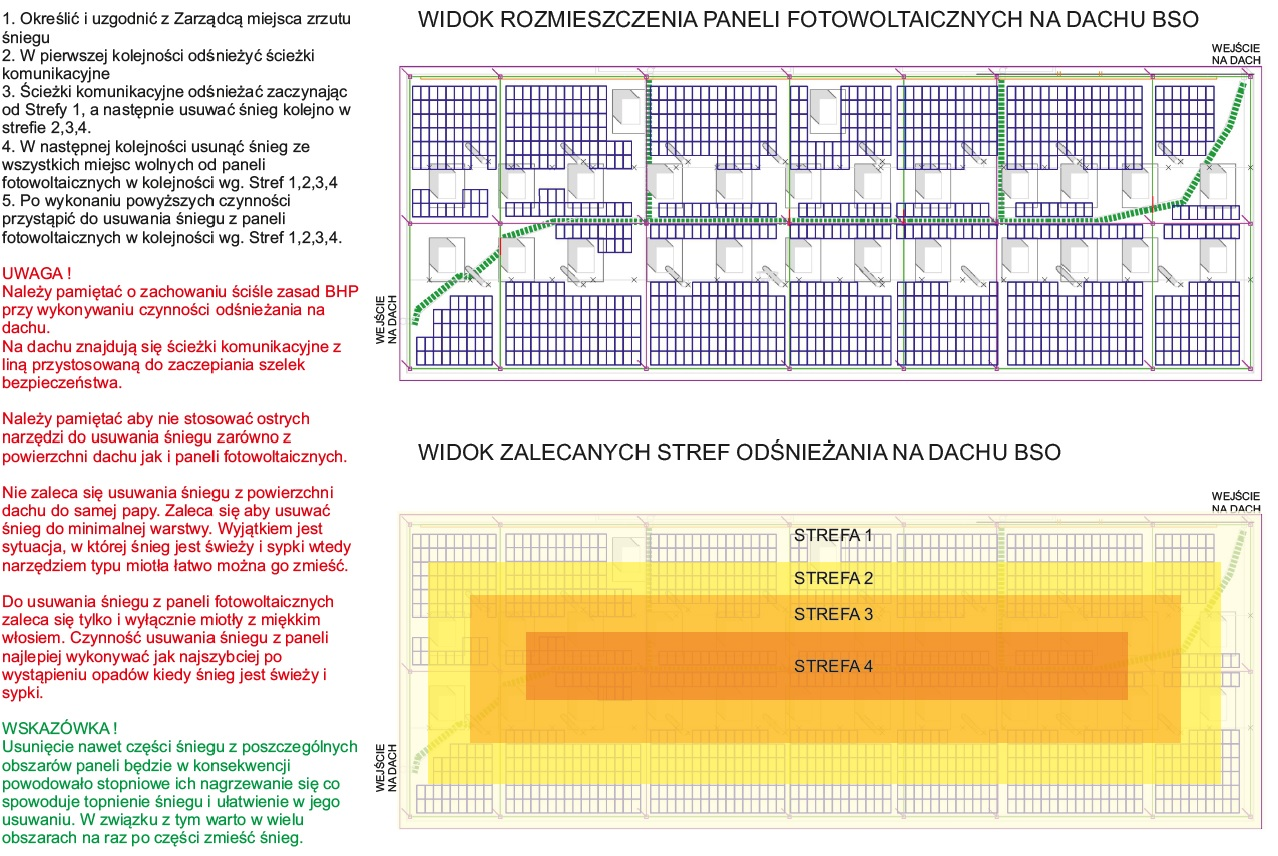 1. Określić i uzgodnić z Zarządcą miejsca zrzutu
śniegu
2. W pierwszej kolejności odśnieżyć ścieżki
komunikacyjne
3. Ścieżki komunikacyjne odśnieżać zaczynając
od Strefy 1, a następnie usuwać śnieg kolejno w
strefie 2,3,4.
4. W następnej kolejności usunąć śnieg ze
wszystkich miejsc wolnych od paneli
fotowoltaicznych w kolejności wg. Stref 1,2,3,4
5. Po wykonaniu powyższych czynności
przystąpić do usuwania śniegu z paneli
fotowoltaicznych w kolejności wg. Stref 1,2,3,4.
UWAGA !
Należy pamiętać o zachowaniu ściśle zasad BHP
przy wykonywaniu czynności odśnieżania na
dachu.
Na dachu znajdują się ścieżki komunikacyjne z
liną przystosowaną do zaczepiania szelek
bezpieczeństwa.
Należy pamiętać aby nie stosować ostrych
narzędzi do usuwania śniegu zarówno z
powierzchni dachu jak i paneli fotowoltaicznych.
Nie zaleca się usuwania śniegu z powierzchni
dachu do samej papy. Zaleca się aby usuwać
śnieg do minimalnej warstwy. Wyjątkiem jest
sytuacja, w której śnieg jest świeży i sypki wtedy
narzędziem typu miotła łatwo można go zmieść.
Do usuwania śniegu z paneli fotowoltaicznych
zaleca się tylko i wyłącznie miotły z miękkim
włosiem. Czynność usuwania śniegu z paneli
najlepiej wykonywać jak najszybciej po
wystąpieniu opadów kiedy śnieg jest świeży i
sypki.
WSKAZÓWKA !
Usunięcie nawet części śniegu z poszczególnych
obszarów paneli będzie w konsekwencji
powodowało stopniowe ich nagrzewanie się co
spowoduje topnienie śniegu i ułatwienie w jego
usuwaniu. W związku z tym warto w wielu
obszarach na raz po części zmieść śnieg.
WIDOK ROZMIESZCZENIA PANELI FOTOWOLTAICZNYCH NA DACHU BSO
WEJŚCIE
NA DACH
WEJŚCIE
NA DACH
WIDOK ZALECANYCH STREF ODŚNIEŻANIA NA DACHU BSO
WEJŚCIE
NA DACH
STREFA 1
STREFA 2
STREFA 3
STREFA 4
WEJŚCIE
NA DACH